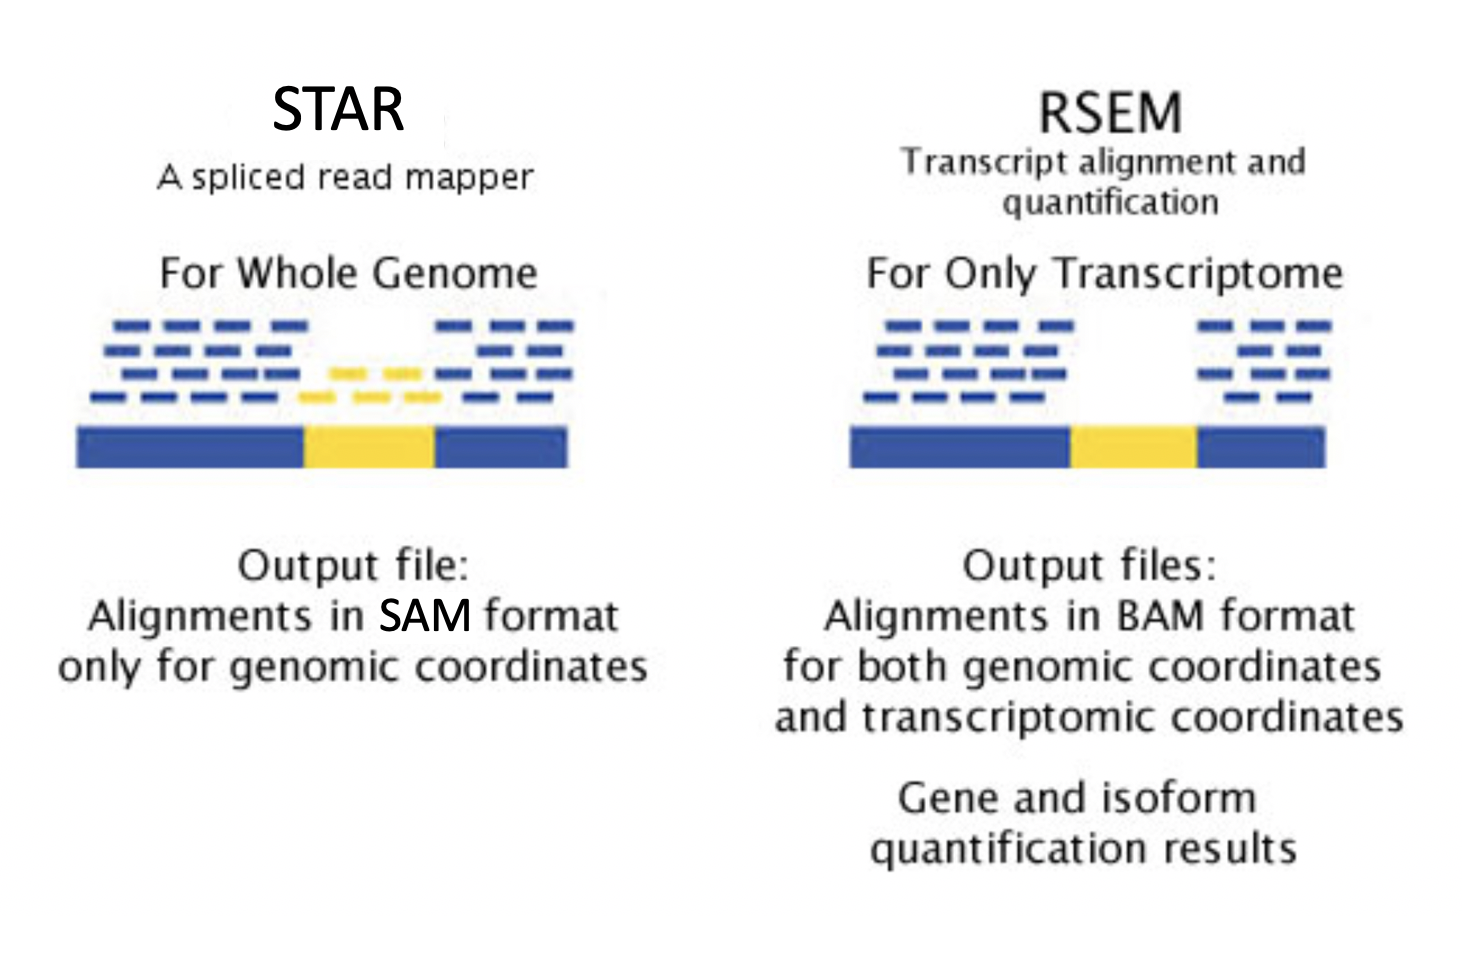 STAR
A spliced read mapper
For Whole Genome
Output file:
Alignments in SAM format
only for genomic coordinates
RSEM
Transcript alignment and
quantification
For Only Transcriptome
Output files:
Alignments in BAM format
for both genomic coordinates
and transcriptomic coordinates
Gene and isoform
quantification results